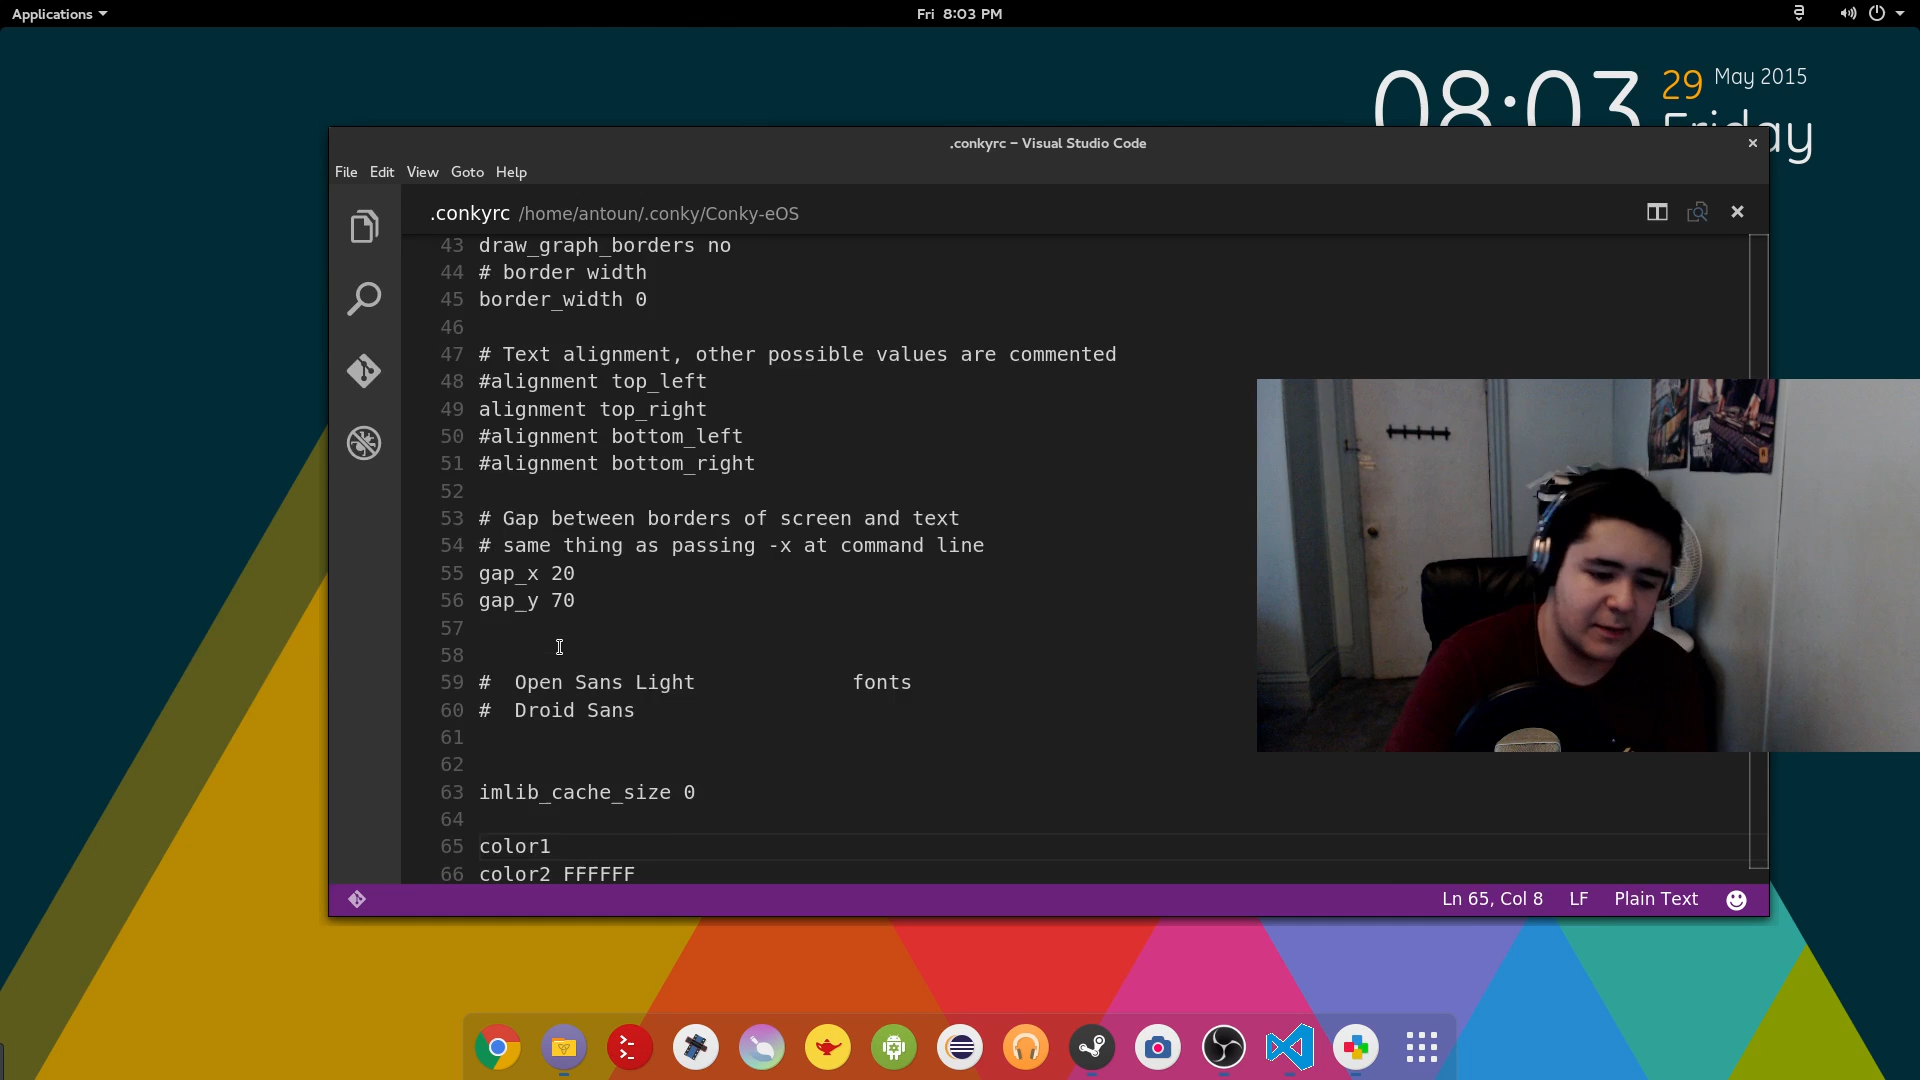 Applications
Fri 8:03 PM
08:03
29 May 2015
Friday
.conkyrc – Visual Studio Code
File Edit View Goto Help
.conkyrc /home/antoun/.conky/Conky-eOS
43 draw_graph_borders no
44 # border width
45 border_width 0
46
47 # Text alignment, other possible values are commented
48 #alignment top_left
49 alignment top_right
50 #alignment bottom_left
51 #alignment bottom_right
52
53 # Gap between borders of screen and text
54 # same thing as passing -x at command line
55 gap_x 20
56 gap_y 70
57
58
59 #  Open Sans Light             fonts
60 #  Droid Sans
61
62
63 imlib_cache_size 0
64
65 color1
66 color2 FFFFFF
Ln 65, Col 8 LF Plain Text